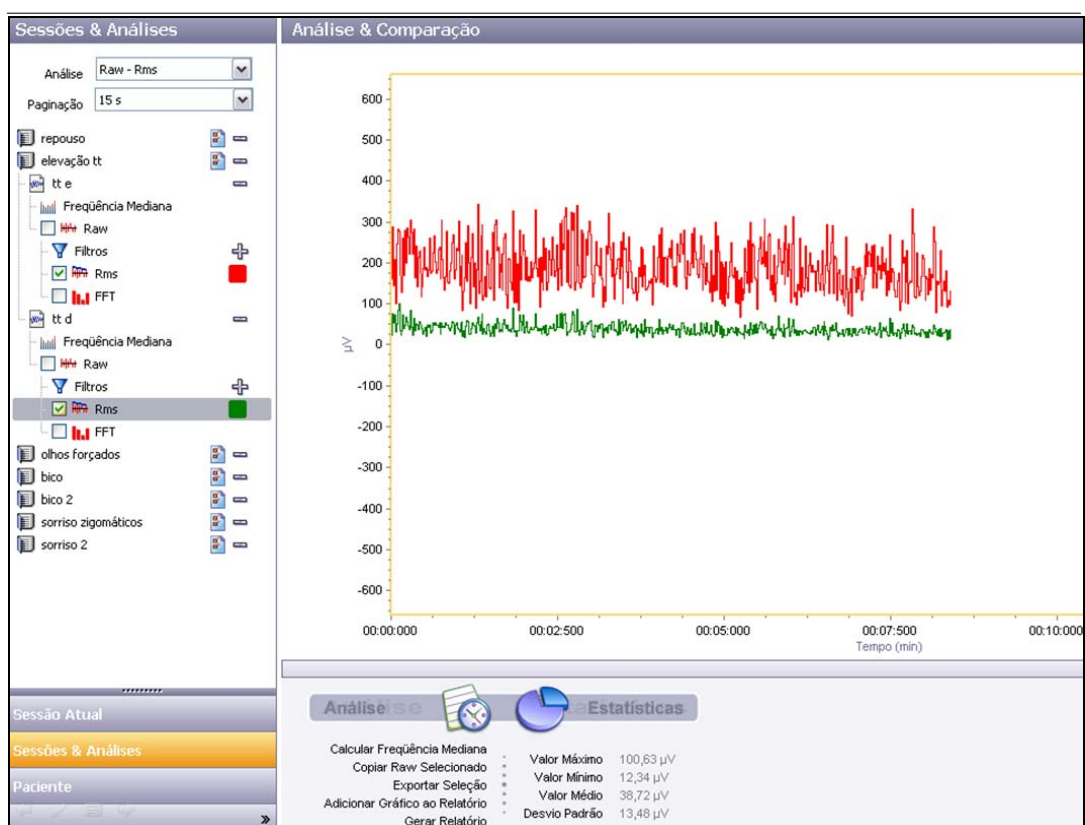 Sessões & Análises
Análise Raw - Rms
Paginação 15 s
repouso
elevação tt
tt e
Freqüência Mediana
Raw
Filtros
Rms
FFT
tt d
Freqüência Mediana
Raw
Filtros
Rms
FFT
olhos forçados
bico
bico 2
sorriso zigomáticos
sorriso 2
Sessão Atual
Sessões & Análises
Paciente
»
Análise & Comparação
600
500
400
300
200
100
0
-100
-200
-300
-400
-500
-600
µV
00:00:000 00:02:500 00:05:000 00:07:500 00:10:000
Tempo (min)
Análise
Estatísticas
Calcular Freqüência Mediana
Copiar Raw Selecionado
Exportar Seleção
Adicionar Gráfico ao Relatório
Gerar Relatório
Valor Máximo 100,63 µV
Valor Mínimo 12,34 µV
Valor Médio 38,72 µV
Desvio Padrão 13,48 µV